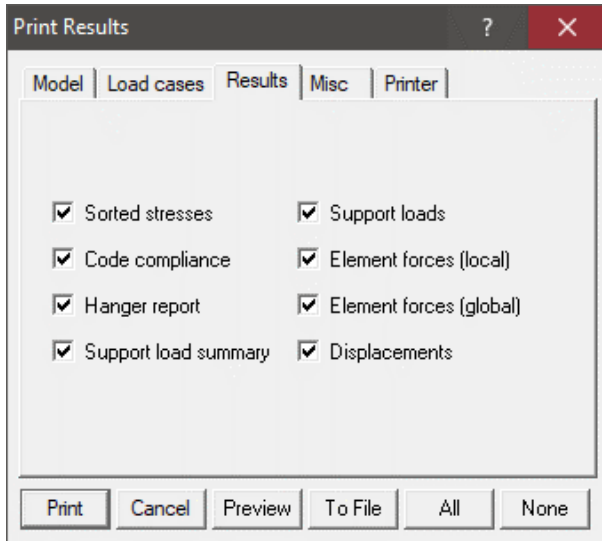 Print Results ?
Model Load cases Results Misc Printer
Sorted stresses Support loads
Code compliance Element forces (local)
Hanger report Element forces (global)
Support load summary Displacements
Print Cancel Preview To File All None